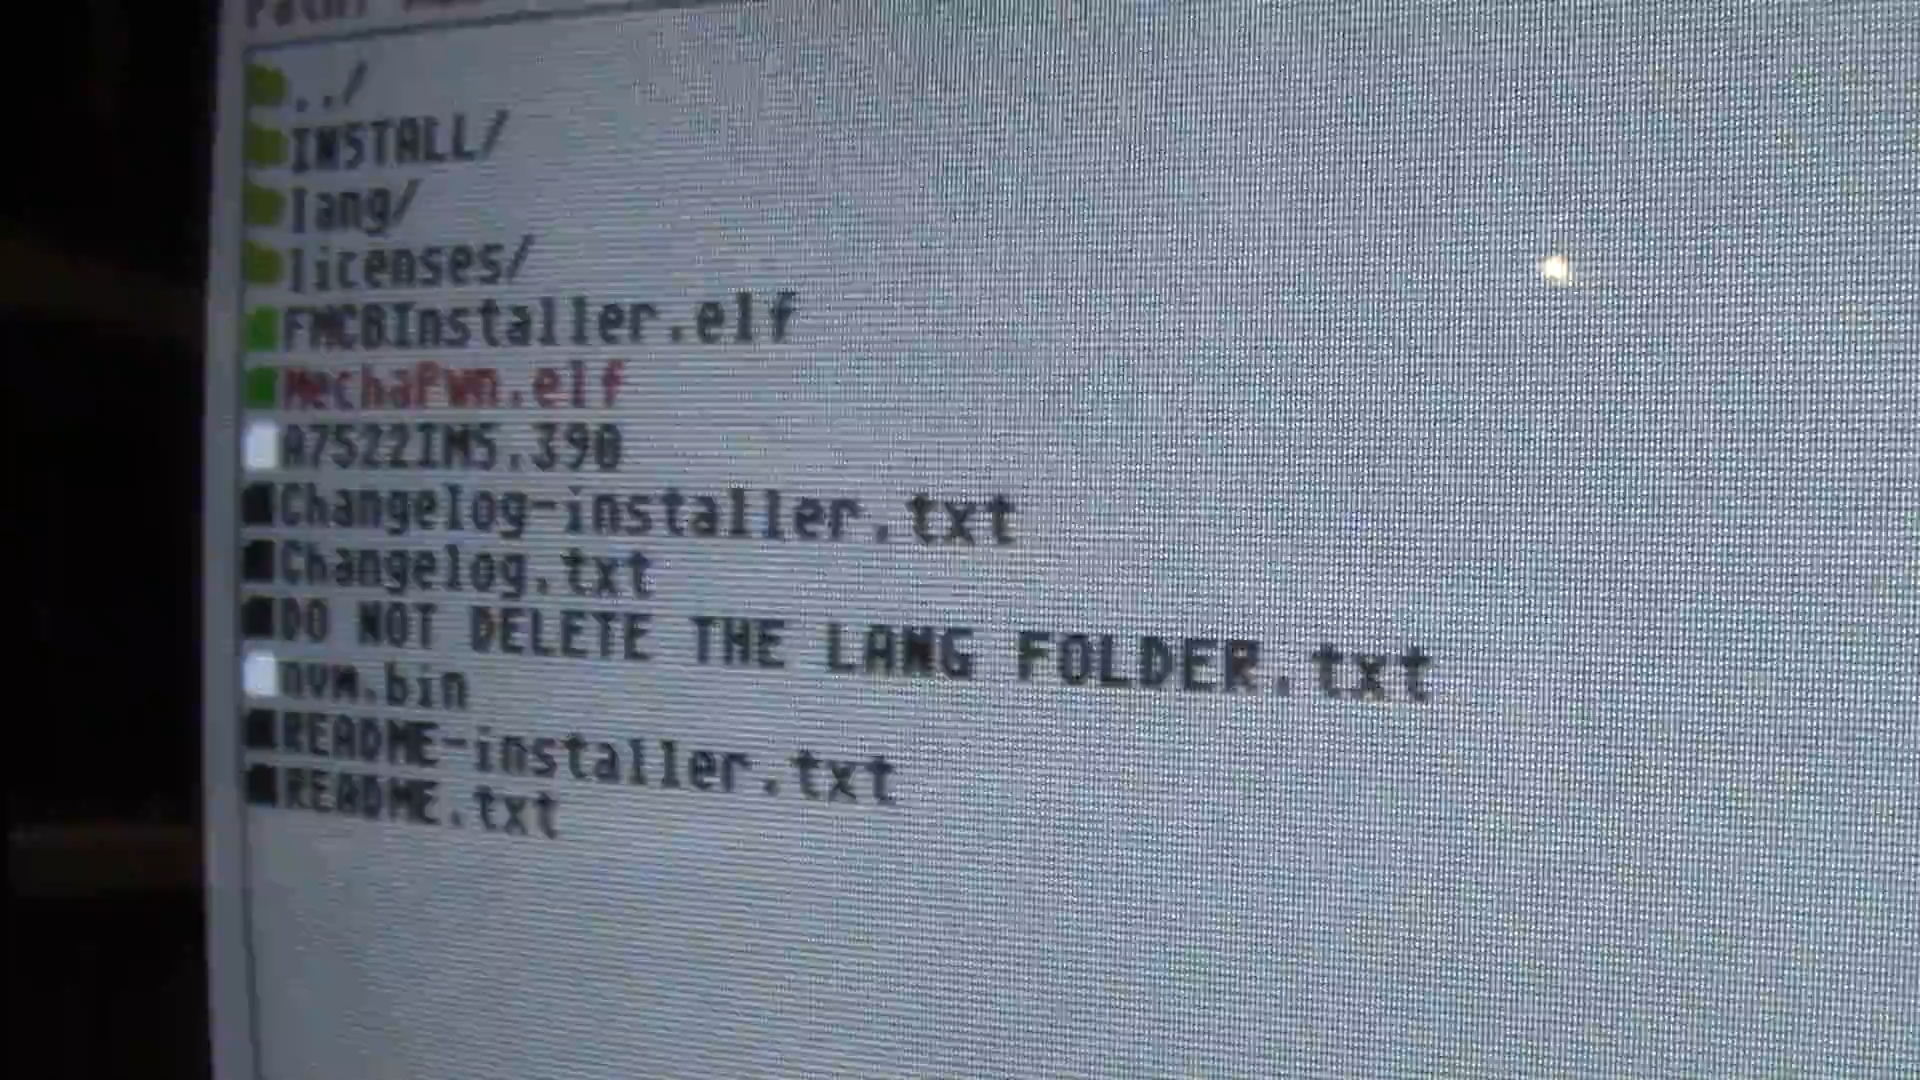 ../
INSTALL/
lang/
licenses/
FMCBInstaller.elf
MechaPwn.elf
A7522IM5.390
Changelog-installer.txt
Changelog.txt
DO NOT DELETE THE LANG FOLDER.txt
nvm.bin
README-installer.txt
README.txt